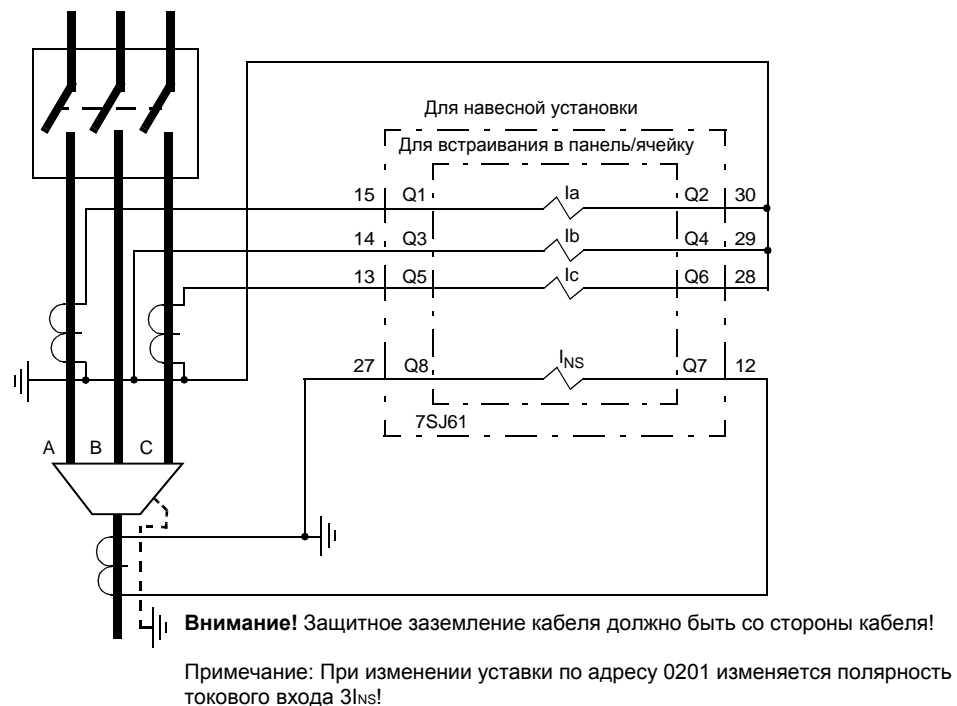 Для навесной установки
Для встраивания в панель/ячейку
15 Q1 Ia Q2 30
14 Q3 Ib Q4 29
13 Q5 Ic Q6 28
27 Q8 INS Q7 12
7SJ61
A B C
Внимание! Защитное заземление кабеля должно быть со стороны кабеля!
Примечание: При изменении уставки по адресу 0201 изменяется полярность
токового входа 3INS!